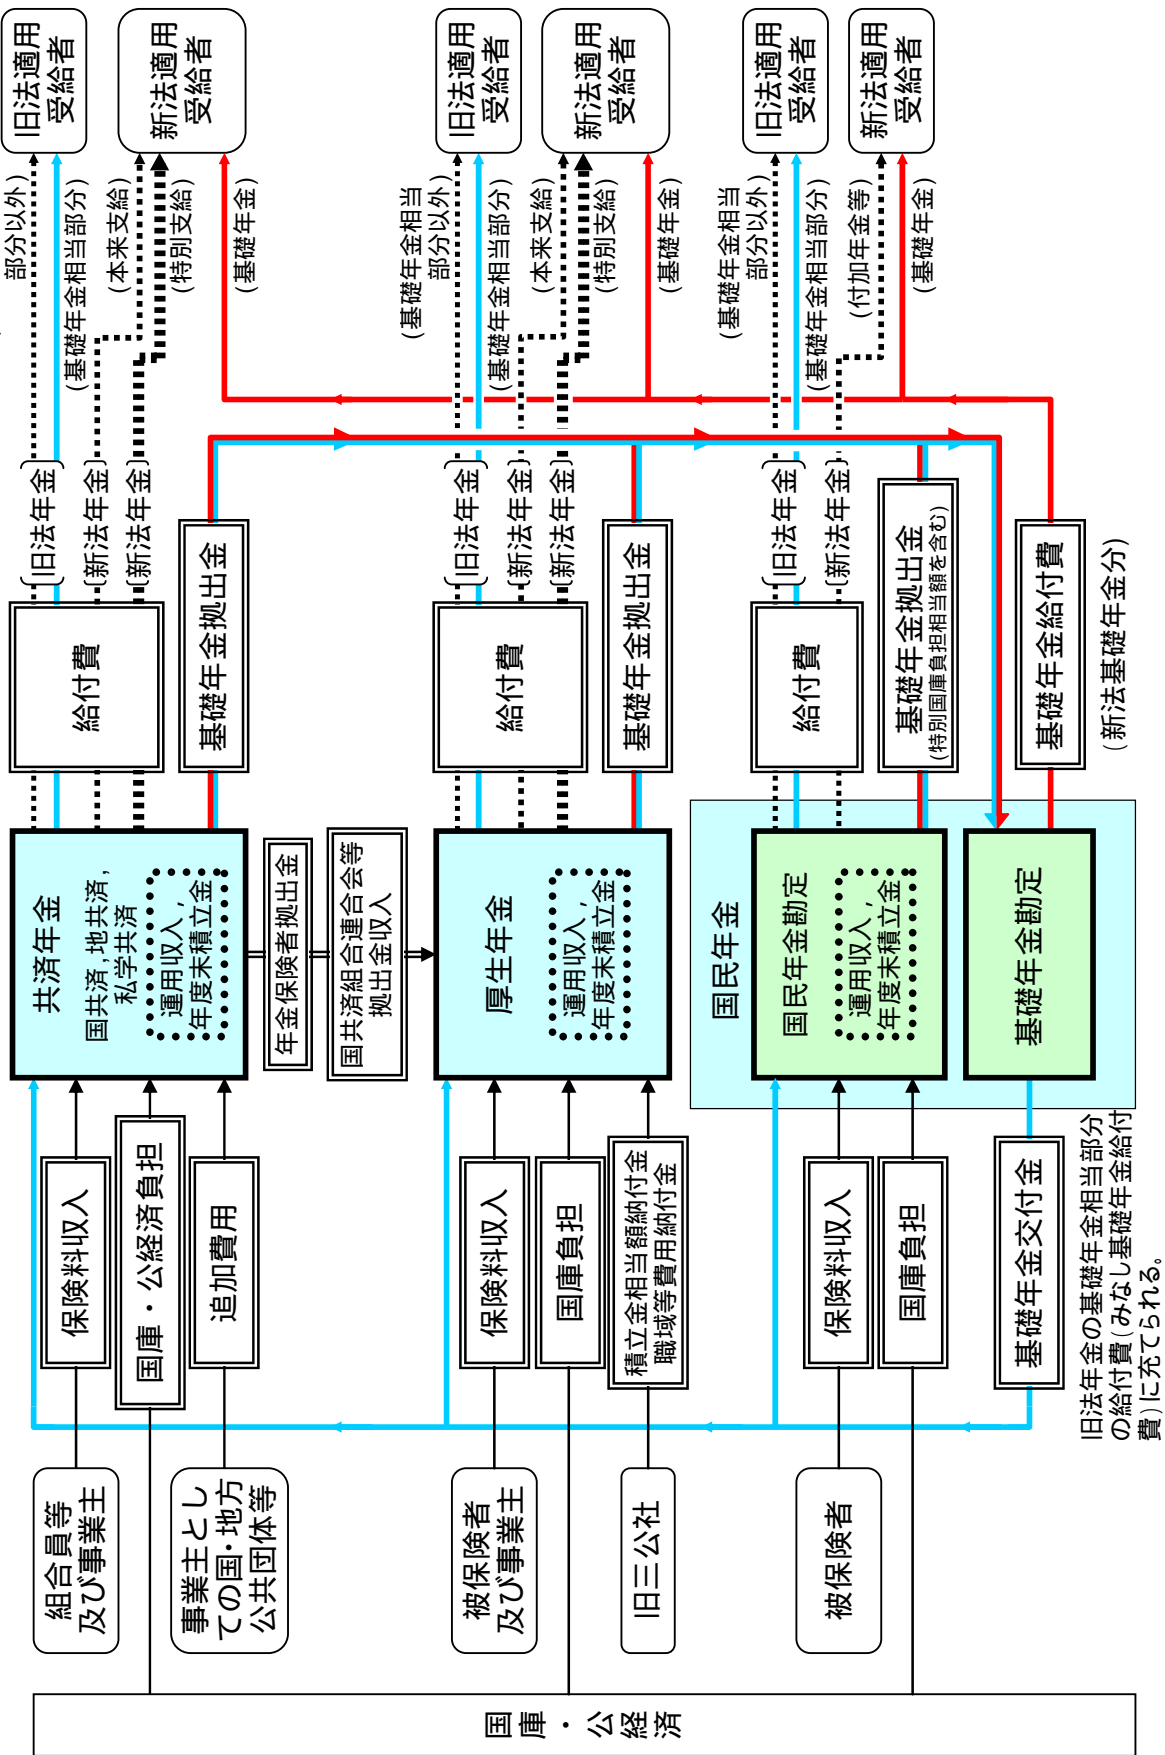 国庫・公経済
組合員等
及び事業主
事業主とし
ての国・地方
公共団体等
被保険者
及び事業主
旧三公社
被保険者
保険料収入
国庫・公経済負担
追加費用
保険料収入
国庫負担
積立金相当額納付金
職域等費用納付金
保険料収入
国庫負担
基礎年金交付金
旧法年金の基礎年金相当部分
の給付費(みなし基礎年金給付
費)に充てられる。
共済年金
国共済,地共済,
私学共済
運用収入,
年度末積立金
年金保険者拠出金
国共済組合連合会等
拠出金収入
厚生年金
運用収入,
年度末積立金
国民年金
国民年金勘定
運用収入,
年度末積立金
基礎年金勘定
給付費
基礎年金拠出金
給付費
基礎年金拠出金
給付費
基礎年金拠出金
(特別国庫負担相当額を含む)
基礎年金給付費
(新法基礎年金分)
(旧法年金)
(新法年金)
(新法年金)
(旧法年金)
(新法年金)
(新法年金)
(旧法年金)
(新法年金)
部分以外)
(基礎年金相当部分)
(本来支給)
(特別支給)
(基礎年金)
(基礎年金相当
部分以外)
(基礎年金相当部分)
(本来支給)
(特別支給)
(基礎年金)
(基礎年金相当
部分以外)
(基礎年金相当部分)
(付加年金等)
(基礎年金)
旧法適用
受給者
新法適用
受給者
旧法適用
受給者
新法適用
受給者
旧法適用
受給者
新法適用
受給者